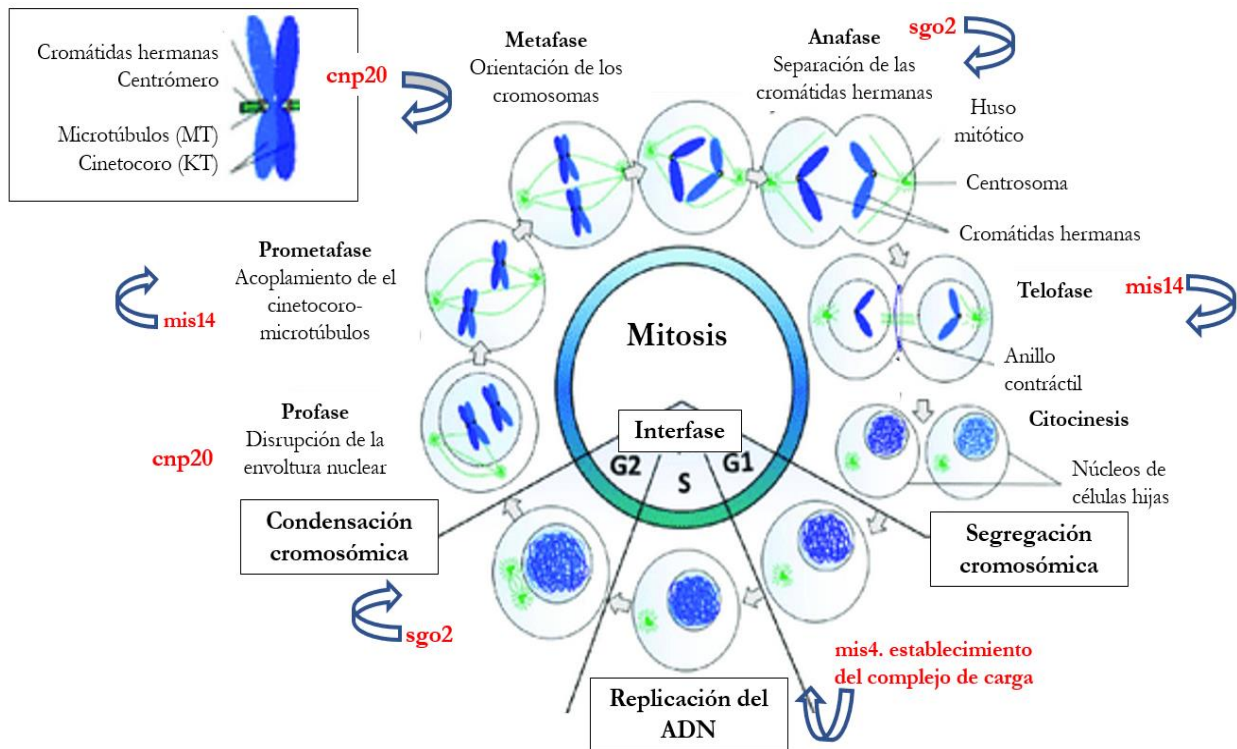 Cromátidas hermanas
Centrómero
Microtúbulos (MT)
Cinetocoro (KT)
cnp20
Metafase
Orientación de los
cromosomas
Anafase
Separación de las
cromátidas hermanas
sgo2
Huso
mitótico
Centrosoma
Cromátidas hermanas
Prometafase
Acoplamiento de el
cinetocoro-
microtúbulos
mis14
Telofase
mis14
Anillo
contráctil
Mitosis
Profase
Disrupción de la
envoltura nuclear
cnp20
Citocinesis
Núcleos de
células hijas
Interfase
G2
S
G1
Condensación
cromosómica
Segregación
cromosómica
sgo2
mis4. establecimiento
del complejo de carga
Replicación del
ADN